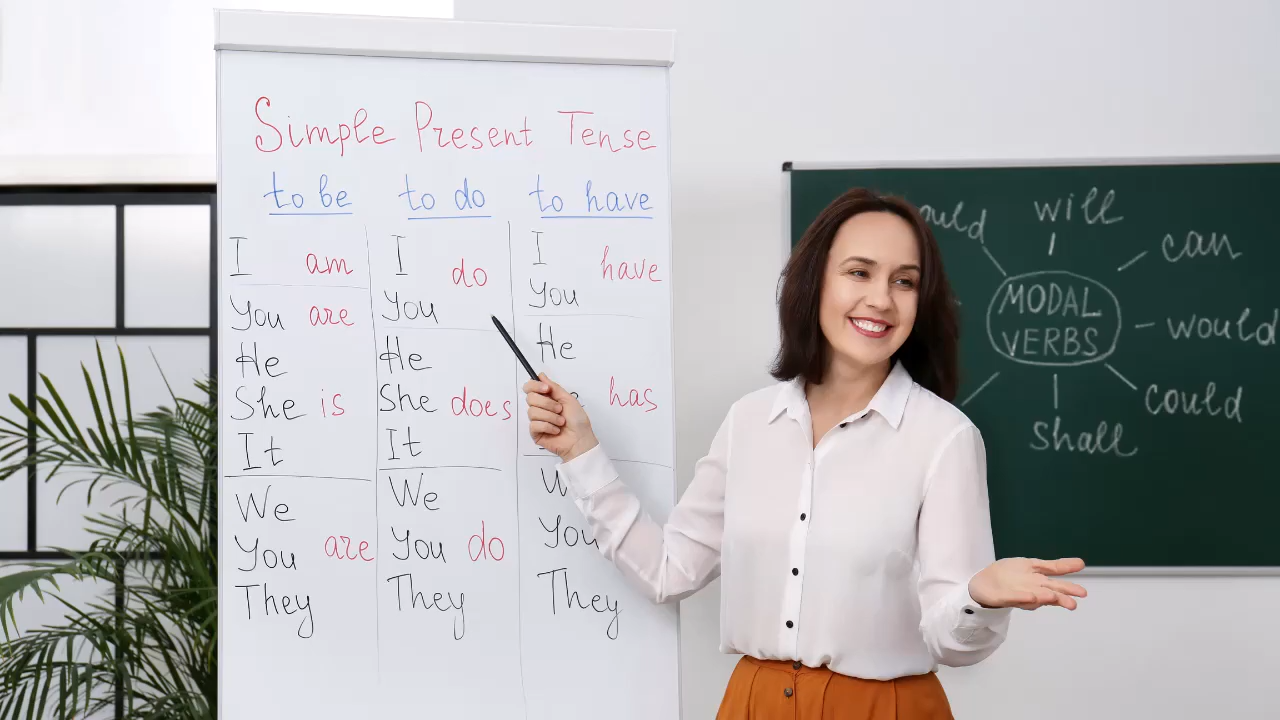 Simple Present Tense
to be to do to have
I am I do I have
You are You You
He He He
She is She does has
It It
We We
You are You do You
They They They
will
can
MODAL
VERBS
would
could
shall